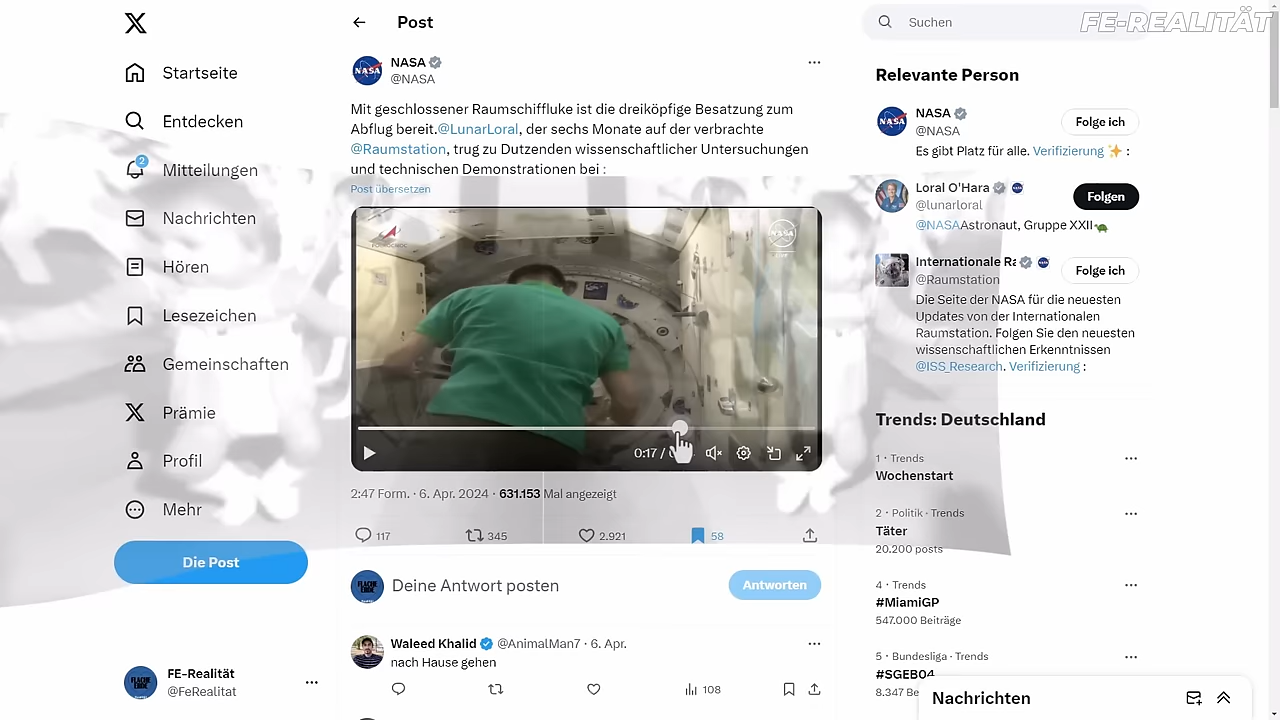 Post
Suchen
FE-REALITÄT
Startseite
Entdecken
2
Mitteilungen
Nachrichten
Hören
Lesezeichen
Gemeinschaften
Prämie
Profil
Mehr
Die Post
FE-Realität
@FeRealitat
NASA
@NASA
Mit geschlossener Raumschiffluke ist die dreiköpfige Besatzung zum
Abflug bereit.@LunarLoral, der sechs Monate auf der verbrachte
@Raumstation, trug zu Dutzenden wissenschaftlicher Untersuchungen
und technischen Demonstrationen bei :
Post übersetzen
NASA
0:17 /
2:47 Form. · 6. Apr. 2024 · 631.153 Mal angezeigt
117 345 2.921 58
FLACHE ERDE
Deine Antwort posten
Antworten
Waleed Khalid @AnimalMan7 · 6. Apr.
nach Hause gehen
108
Relevante Person
NASA
@NASA
Folge ich
Es gibt Platz für alle. Verifizierung ✨ :
Loral O'Hara
@lunarloral
Folgen
@NASAAstronaut, Gruppe XXII🐢
Internationale Ra
@Raumstation
Folge ich
Die Seite der NASA für die neuesten
Updates von der Internationalen
Raumstation. Folgen Sie den neuesten
wissenschaftlichen Erkenntnissen
@ISS_Research. Verifizierung :
Trends: Deutschland
1 · Trends
Wochenstart
2 · Politik · Trends
Täter
20.200 posts
4 · Trends
#MiamiGP
547.000 Beiträge
5 · Bundesliga · Trends
#SGEB04
8.347 Be
Nachrichten